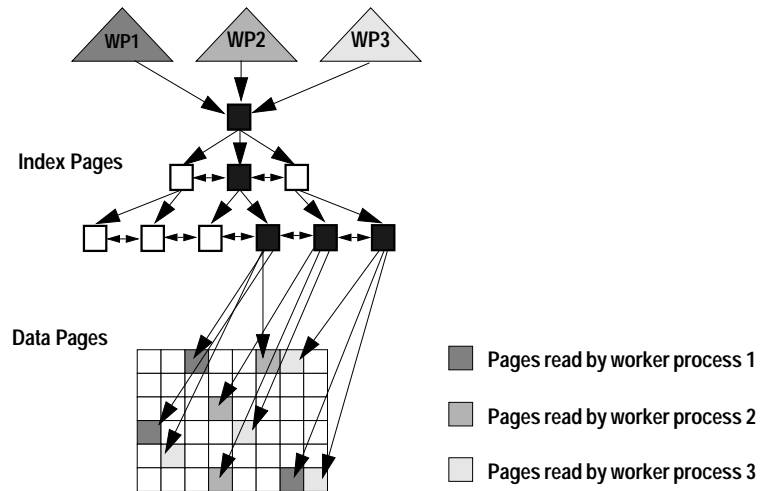 WP1 WP2 WP3
Index Pages
Data Pages
Pages read by worker process 1
Pages read by worker process 2
Pages read by worker process 3